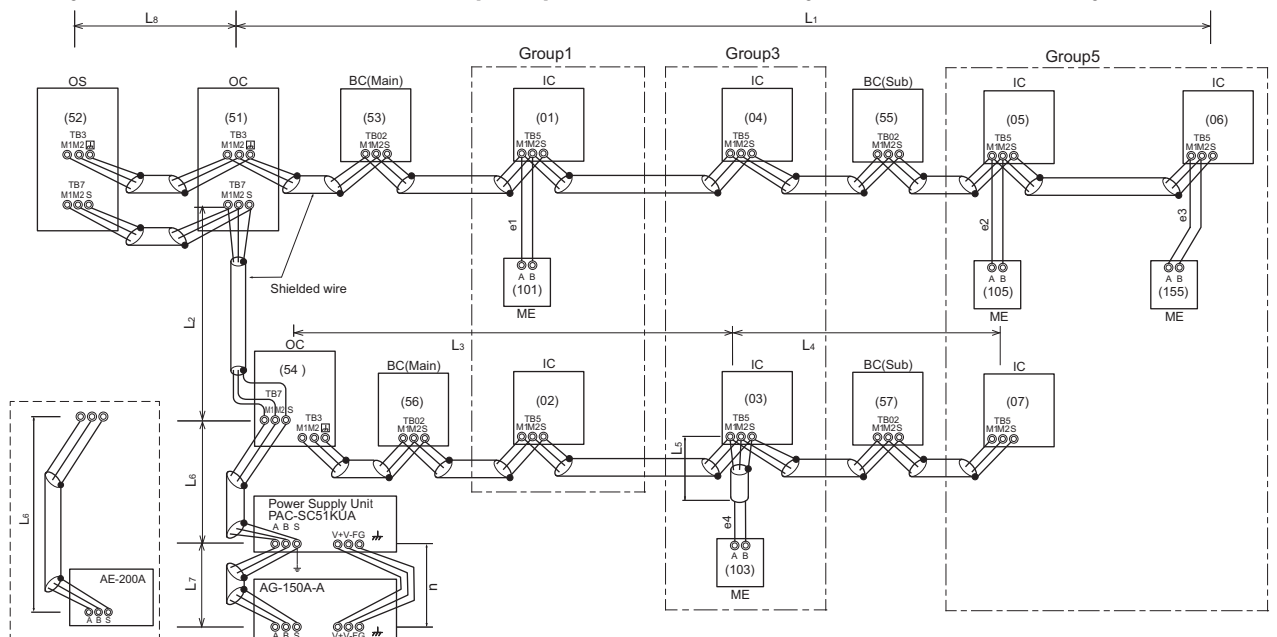 L8
L1
Group1
Group3
Group5
OS
OC
BC(Main)
IC
IC
BC(Sub)
IC
IC
(52)
(51)
(53)
(01)
(04)
(55)
(05)
(06)
TB3
M1M2
TB3
M1M2
TB02
M1M2S
TB5
M1M2S
TB5
M1M2S
TB02
M1M2S
TB5
M1M2S
TB5
M1M2S
TB7
M1M2 S
TB7
M1M2 S
e1
e2
e3
A B
(101)
ME
A B
(105)
ME
A B
(155)
ME
Shielded wire
L2
L3
L4
OC
BC(Main)
IC
IC
BC(Sub)
IC
(54 )
(56)
(02)
(03)
(57)
(07)
TB7
M1M2 S
TB3
M1M2
TB02
M1M2S
TB5
M1M2S
TB5
M1M2S
TB02
M1M2S
TB5
M1M2S
L5
e4
L6
L6
Power Supply Unit
PAC-SC51KUA
A B S
V+V-FG
A B
(103)
ME
L7
n
AE-200A
A B S
AG-150A-A
A B S
V+V-FG